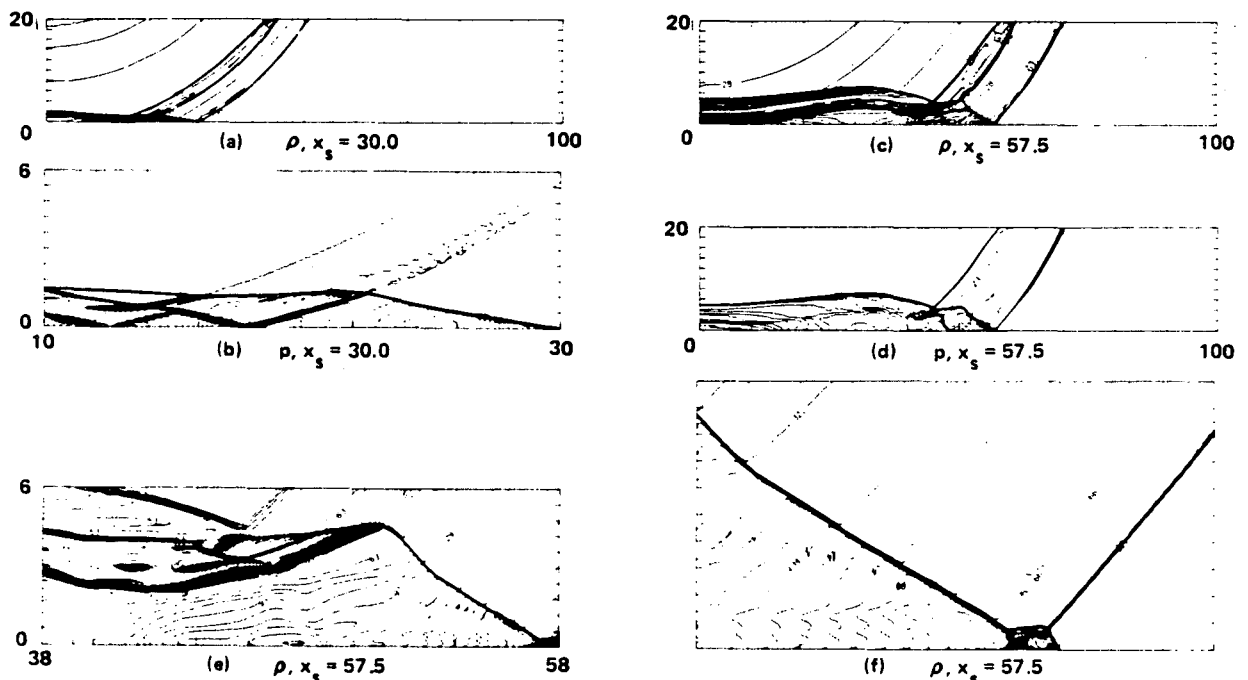 20
0
100
(a) ρ, x_s = 30.0
6
0
10
30
(b) p, x_s = 30.0
6
0
38
58
(e) ρ, x_s = 57.5
20
0
100
(c) ρ, x_s = 57.5
20
0
100
(d) p, x_s = 57.5
(f) ρ, x_s = 57.5